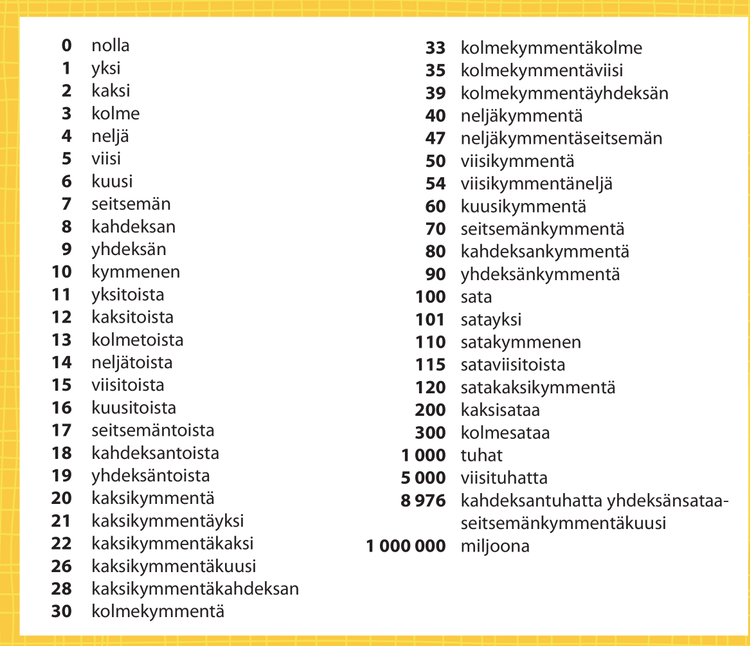 0 nolla
1 yksi
2 kaksi
3 kolme
4 neljä
5 viisi
6 kuusi
7 seitsemän
8 kahdeksan
9 yhdeksän
10 kymmenen
11 yksitoista
12 kaksitoista
13 kolmetoista
14 neljätoista
15 viisitoista
16 kuusitoista
17 seitsemäntoista
18 kahdeksantoista
19 yhdeksäntoista
20 kaksikymmentä
21 kaksikymmentäyksi
22 kaksikymmentäkaksi
26 kaksikymmentäkuusi
28 kaksikymmentäkahdeksan
30 kolmekymmentä
33 kolmekymmentäkolme
35 kolmekymmentäviisi
39 kolmekymmentäyhdeksän
40 neljäkymmentä
47 neljäkymmentäseitsemän
50 viisikymmentä
54 viisikymmentäneljä
60 kuusikymmentä
70 seitsemänkymmentä
80 kahdeksankymmentä
90 yhdeksänkymmentä
100 sata
101 satayksi
110 satakymmenen
115 sataviisitoista
120 satakaksikymmentä
200 kaksisataa
300 kolmesataa
1 000 tuhat
5 000 viisituhatta
8 976 kahdeksantuhatta yhdeksänsataa-
seitsemänkymmentäkuusi
1 000 000 miljoona